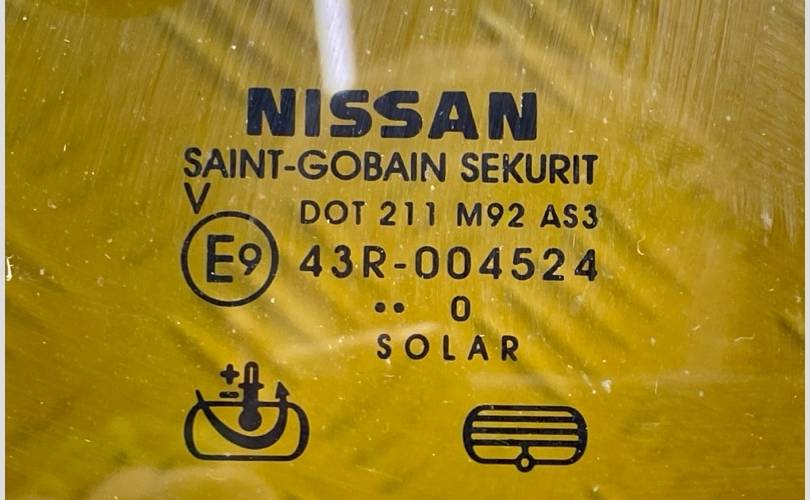 NISSAN
SAINT-GOBAIN SEKURIT
V
DOT 211 M92 AS3
E9 43R-004524
•• 0
SOLAR
+
-